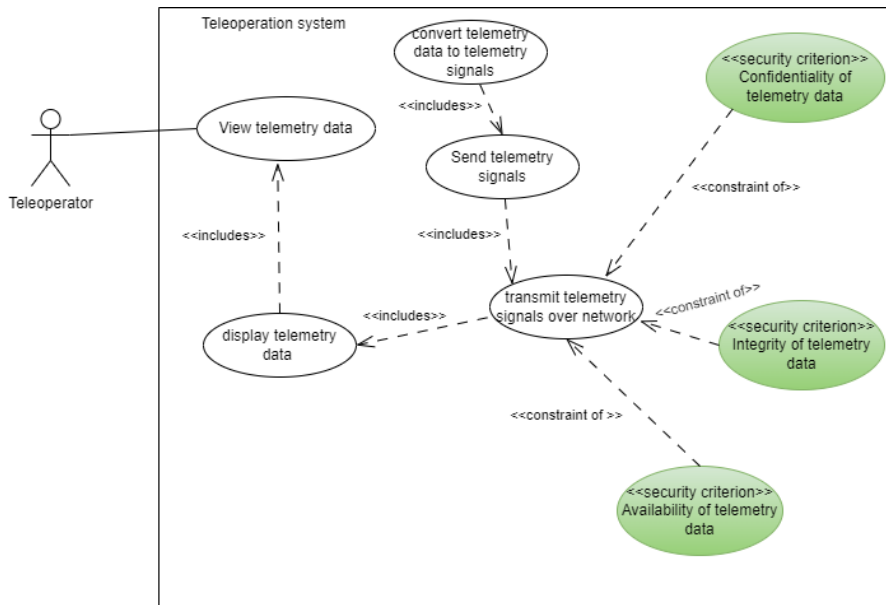 Teleoperation system
convert telemetry
data to telemetry
signals
<<security criterion>>
Confidentiality of
telemetry data
<<includes>>
View telemetry data
Send telemetry
signals
Teleoperator
<<constraint of>>
<<includes>>
<<includes>>
<<constraint of>>
transmit telemetry
signals over network
<<includes>>
display telemetry
data
<<security criterion>>
Integrity of telemetry
data
<<constraint of >>
<<security criterion>>
Availability of telemetry
data